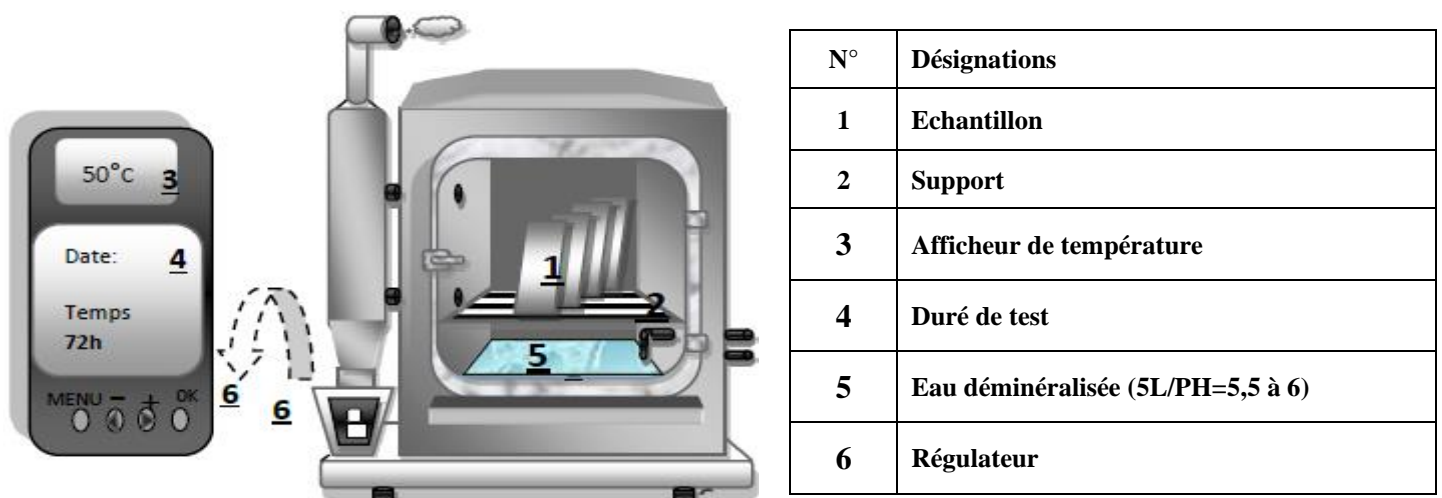 50°C 3
Date: 4
Temps
72h
MENU - + OK
6
6
1
2
5
N° Désignations
1 Echantillon
2 Support
3 Afficheur de température
4 Duré de test
5 Eau déminéralisée (5L/PH=5,5 à 6)
6 Régulateur